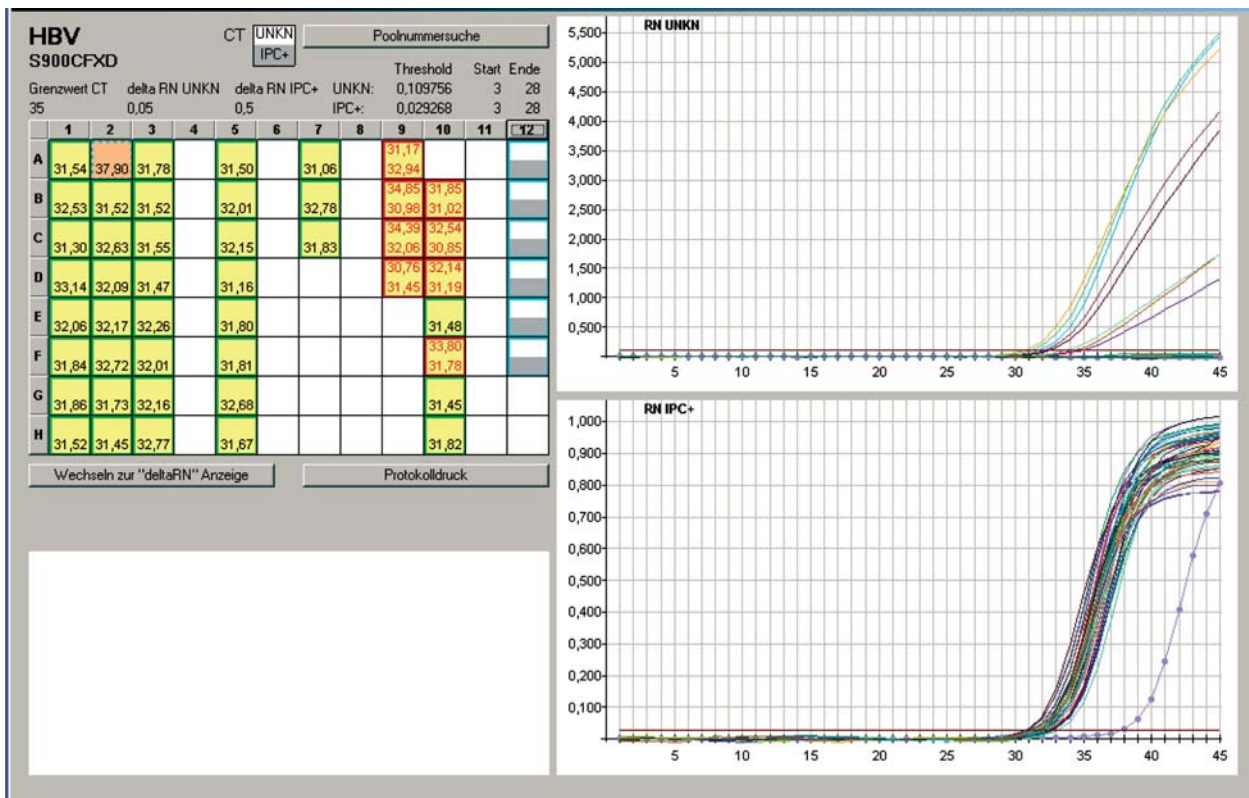 HBV
S900CFXD
CT UNKN
IPC+
Poolnummersuche
Threshold Start Ende
Grenzwert CT delta RN UNKN delta RN IPC+ UNKN: 0,109756 3 28
35 0,05 0,5 IPC+: 0,029268 3 28
1 2 3 4 5 6 7 8 9 10 11 12
A 31,54 37,90 31,78 31,50 31,06 31,17 32,94
B 32,53 31,52 31,52 32,01 32,78 34,85 30,98 31,85 31,02
C 31,30 32,63 31,55 32,15 31,83 34,39 32,06 32,54 30,85
D 33,14 32,09 31,47 31,16 30,76 31,45 32,14 31,19
E 32,06 32,17 32,26 31,80 31,48
F 31,84 32,72 32,01 31,81 33,80 31,78
G 31,86 31,73 32,16 32,68 31,45
H 31,52 31,45 32,77 31,67 31,82
Wechseln zur "deltaRN" Anzeige
Protokolldruck
RN UNKN
5,500
5,000
4,500
4,000
3,500
3,000
2,500
2,000
1,500
1,000
0,500
5 10 15 20 25 30 35 40 45
RN IPC+
1,000
0,900
0,800
0,700
0,600
0,500
0,400
0,300
0,200
0,100
5 10 15 20 25 30 35 40 45